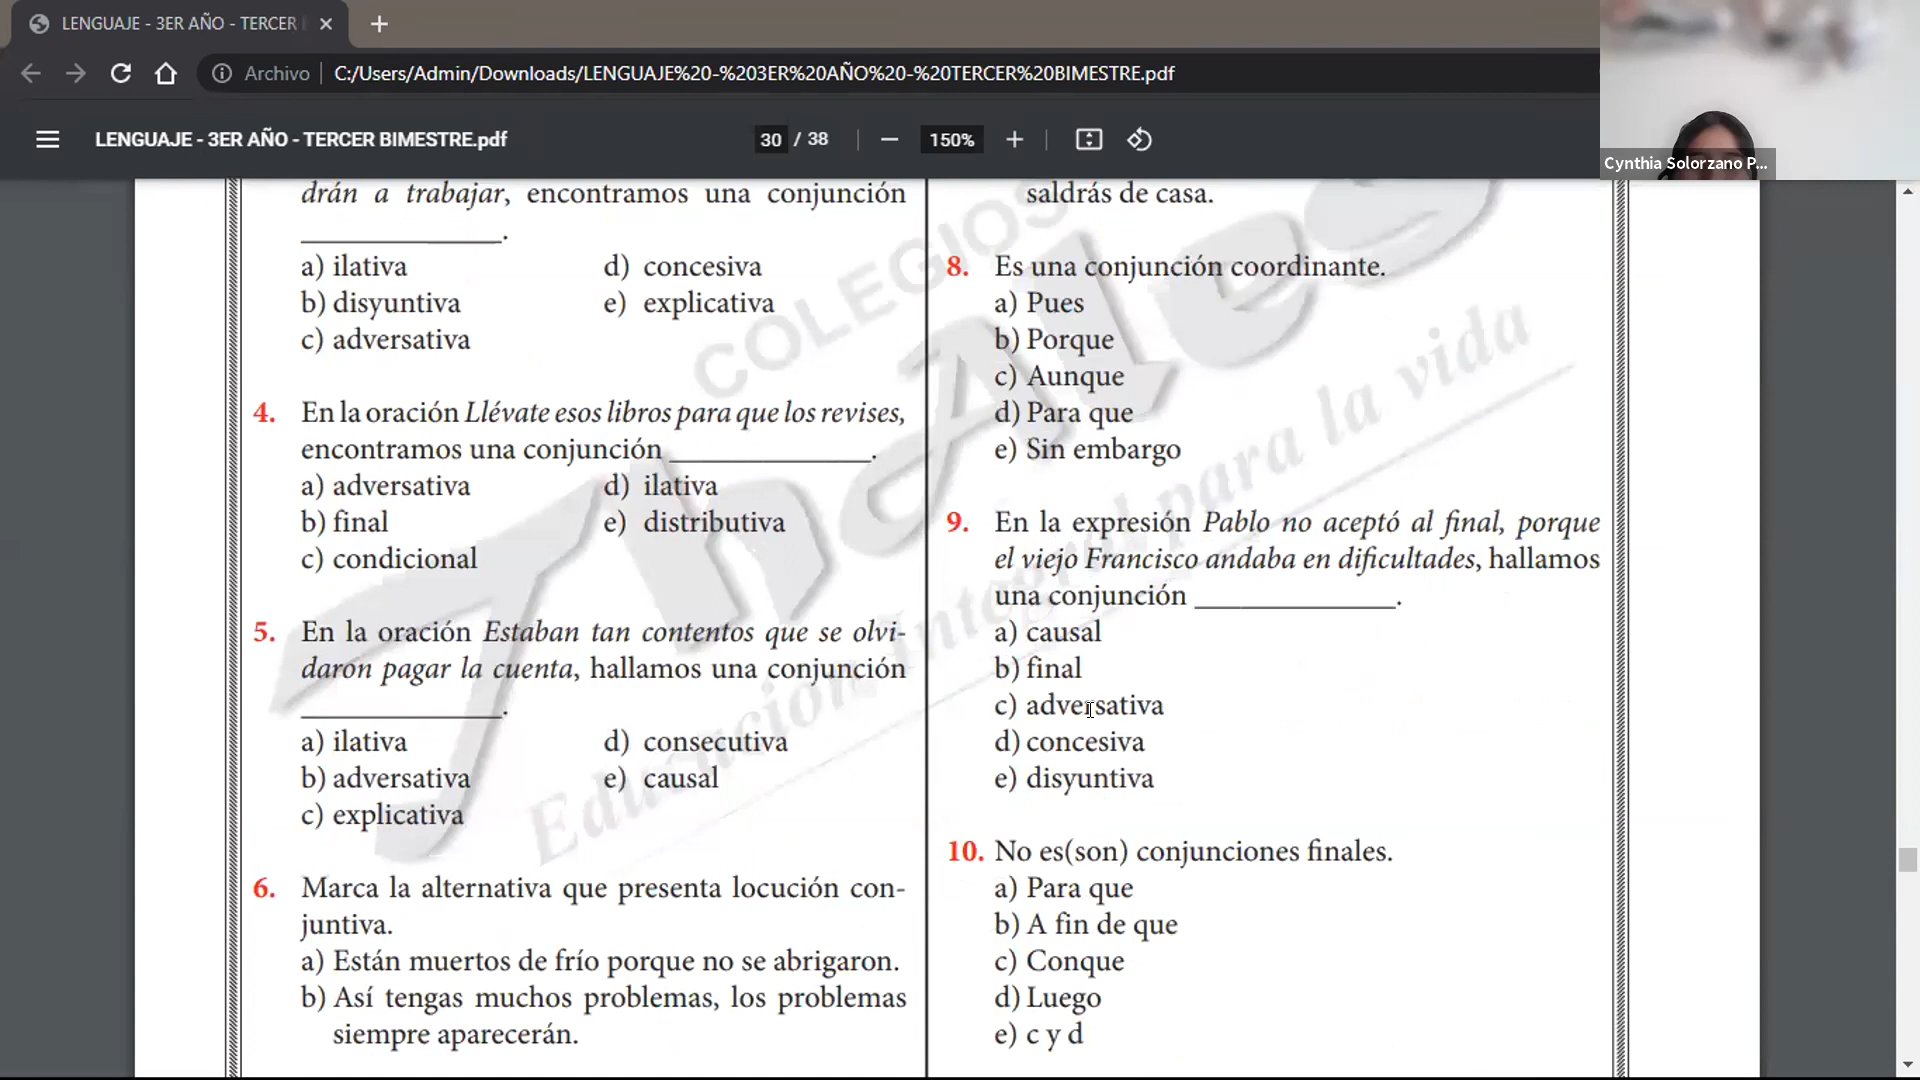 LENGUAJE - 3ER AÑO - TERCER
Archivo
C:/Users/Admin/Downloads/LENGUAJE%20-%203ER%20AÑO%20-%20TERCER%20BIMESTRE.pdf
LENGUAJE - 3ER AÑO - TERCER BIMESTRE.pdf
30 / 38
150%
Cynthia Solorzano P...
drán a trabajar, encontramos una conjunción
_____________.
a) ilativa
b) disyuntiva
c) adversativa
d) concesiva
e) explicativa
4. En la oración Llévate esos libros para que los revises,
encontramos una conjunción _____________.
a) adversativa
b) final
c) condicional
d) ilativa
e) distributiva
5. En la oración Estaban tan contentos que se olvi-
daron pagar la cuenta, hallamos una conjunción
_____________.
a) ilativa
b) adversativa
c) explicativa
d) consecutiva
e) causal
6. Marca la alternativa que presenta locución con-
juntiva.
a) Están muertos de frío porque no se abrigaron.
b) Así tengas muchos problemas, los problemas
siempre aparecerán.
saldrás de casa.
8. Es una conjunción coordinante.
a) Pues
b) Porque
c) Aunque
d) Para que
e) Sin embargo
9. En la expresión Pablo no aceptó al final, porque
el viejo Francisco andaba en dificultades, hallamos
una conjunción _____________.
a) causal
b) final
c) adversativa
d) concesiva
e) disyuntiva
10. No es(son) conjunciones finales.
a) Para que
b) A fin de que
c) Conque
d) Luego
e) c y d
COLEGIOS
Thales
Educación Integral para la vida